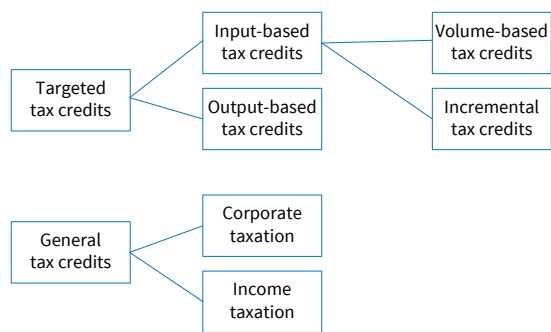 Input-based
tax credits
Volume-based
tax credits
Targeted
tax credits
Output-based
tax credits
Incremental
tax credits
Corporate
taxation
General
tax credits
Income
taxation